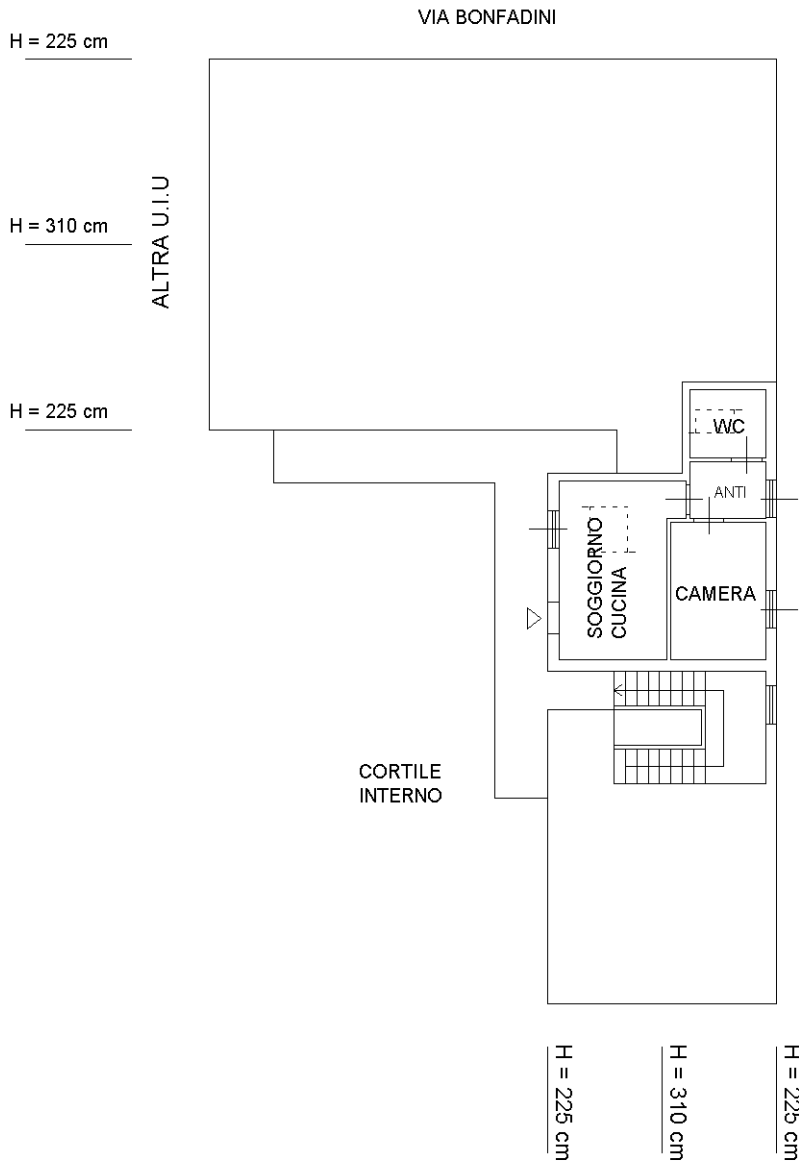 VIA BONFADINI
H = 225 cm
ALTRA U.I.U
H = 310 cm
H = 225 cm
WC
ANTI
SOGGIORNO
CUCINA
CAMERA
CORTILE
INTERNO
H = 225 cm
H = 310 cm
H = 225 cm